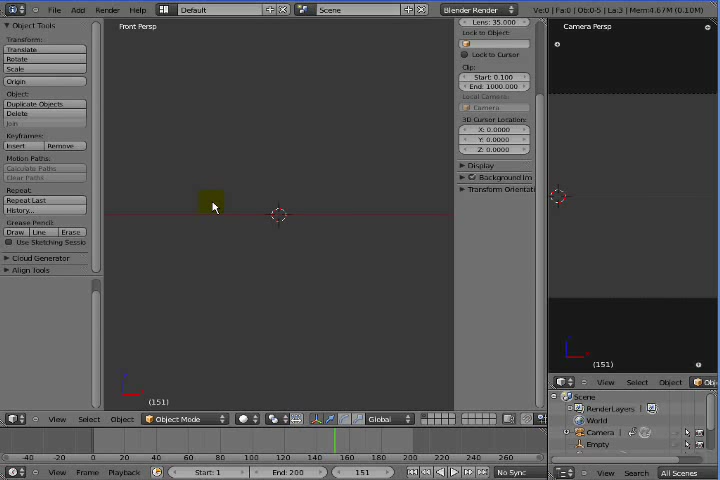 File Add Render Help Default Scene Blender Render Ve:0 | Fa:0 | Ob:0-5 | La:3 | Mem:4.67M (0.10M)
Object Tools
Transform:
Translate
Rotate
Scale
Origin
Object:
Duplicate Objects
Delete
Join
Keyframes:
Insert Remove
Motion Paths:
Calculate Paths
Clear Paths
Repeat:
Repeat Last
History...
Grease Pencil:
Draw Line Erase
Use Sketching Sessio
Cloud Generator
Align Tools
Front Persp
(151)
Lens: 35.000
Lock to Object:
Lock to Cursor
Clip:
Start: 0.100
End: 1000.000
Local Camera:
Camera
3D Cursor Location:
X: 0.0000
Y: 0.0000
Z: 0.0000
Display
Background Im
Transform Orientati
Camera Persp
(151)
View Select Object Obj
View Select Object Object Mode Global
Scene
RenderLayers
World
Camera
Empty
-40 -20 0 20 40 60 80 100 120 140 160 180 200 220 240 260
View Frame Playback Start: 1 End: 200 151 No Sync
View Search All Scenes